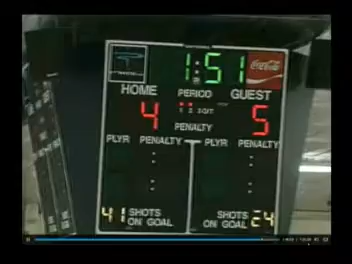 1:51
Coca-Cola
HOME PERIOD GUEST
4 5
PENALTY
PLYR PENALTY PLYR PENALTY
41 SHOTS ON GOAL SHOTS ON GOAL 24